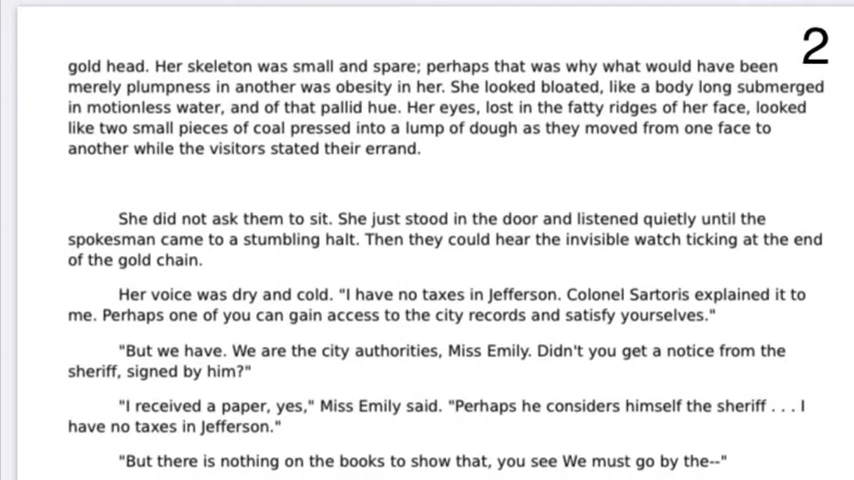 2
gold head. Her skeleton was small and spare; perhaps that was why what would have been
merely plumpness in another was obesity in her. She looked bloated, like a body long submerged
in motionless water, and of that pallid hue. Her eyes, lost in the fatty ridges of her face, looked
like two small pieces of coal pressed into a lump of dough as they moved from one face to
another while the visitors stated their errand.
She did not ask them to sit. She just stood in the door and listened quietly until the
spokesman came to a stumbling halt. Then they could hear the invisible watch ticking at the end
of the gold chain.
Her voice was dry and cold. "I have no taxes in Jefferson. Colonel Sartoris explained it to
me. Perhaps one of you can gain access to the city records and satisfy yourselves."
"But we have. We are the city authorities, Miss Emily. Didn't you get a notice from the
sheriff, signed by him?"
"I received a paper, yes," Miss Emily said. "Perhaps he considers himself the sheriff . . . I
have no taxes in Jefferson."
"But there is nothing on the books to show that, you see We must go by the--"